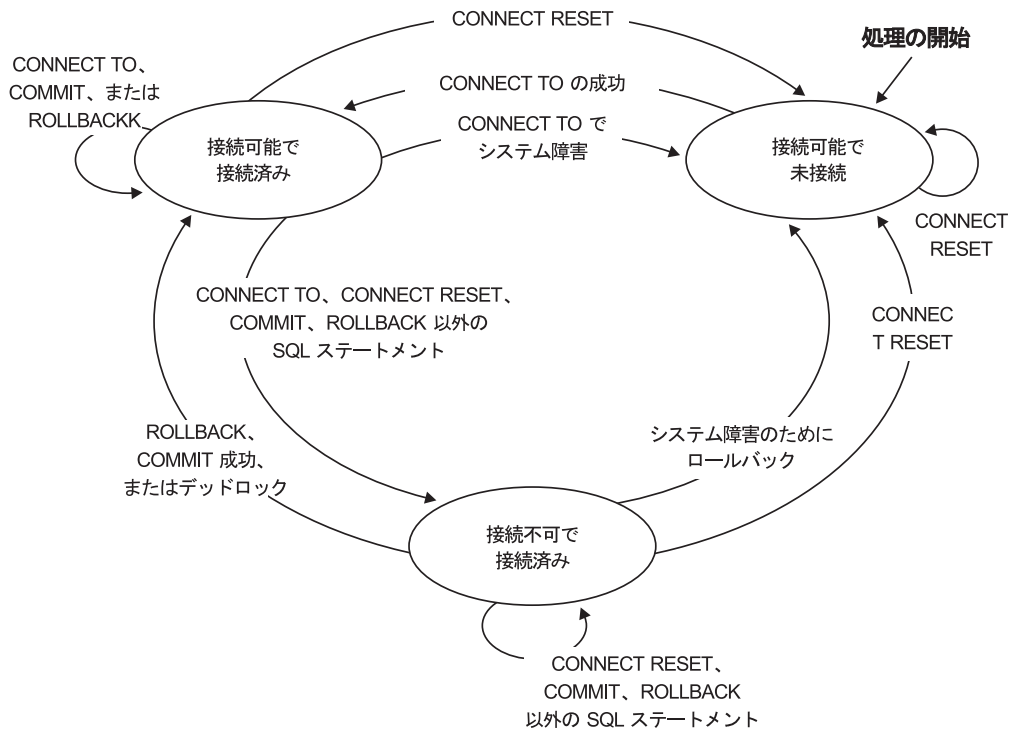 CONNECT RESET
処理の開始
CONNECT TO、
COMMIT、または
ROLLBACKK
CONNECT TO の成功
CONNECT TO で
システム障害
接続可能で
接続済み
接続可能で
未接続
CONNECT
RESET
CONNECT TO、CONNECT RESET、
COMMIT、ROLLBACK 以外の
SQL ステートメント
CONNEC
T RESET
ROLLBACK、
COMMIT 成功、
またはデッドロック
システム障害のために
ロールバック
接続不可で
接続済み
CONNECT RESET、
COMMIT、ROLLBACK
以外の SQL ステートメント